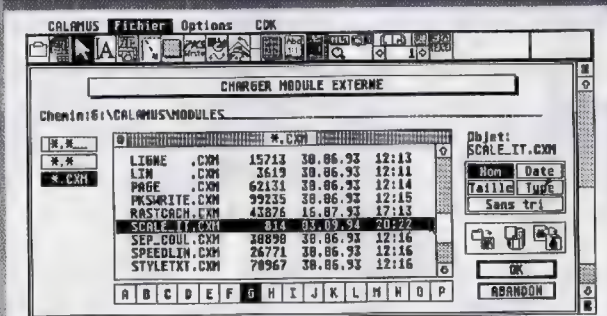 CALAMUS Fichier Options CDK
CHARGER MODULE EXTERNE
Chemin:G:\CALAMUS\MODULES
*.*
*.*
*.CXM
*.CXM
LIGNE .CXM 15713 30.06.93 12:13
LIN .CXM 3619 30.06.93 12:11
PAGE .CXM 62131 30.06.93 12:14
PKSWRITE.CXM 99235 30.06.93 12:15
RASTCACH.CXM 43876 16.07.93 17:13
SCALE_IT.CXM 814 03.09.94 20:22
SEP_COUL.CXM 38898 30.06.93 12:16
SPEEDLIN.CXM 26771 30.06.93 12:16
STYLETXT.CXM 70967 30.06.93 12:16
A B C D E F G H I J K L M N O P
Objet:
SCALE_IT.CXM
Nom Date
Taille Type
Sans tri
OK
ABANDON